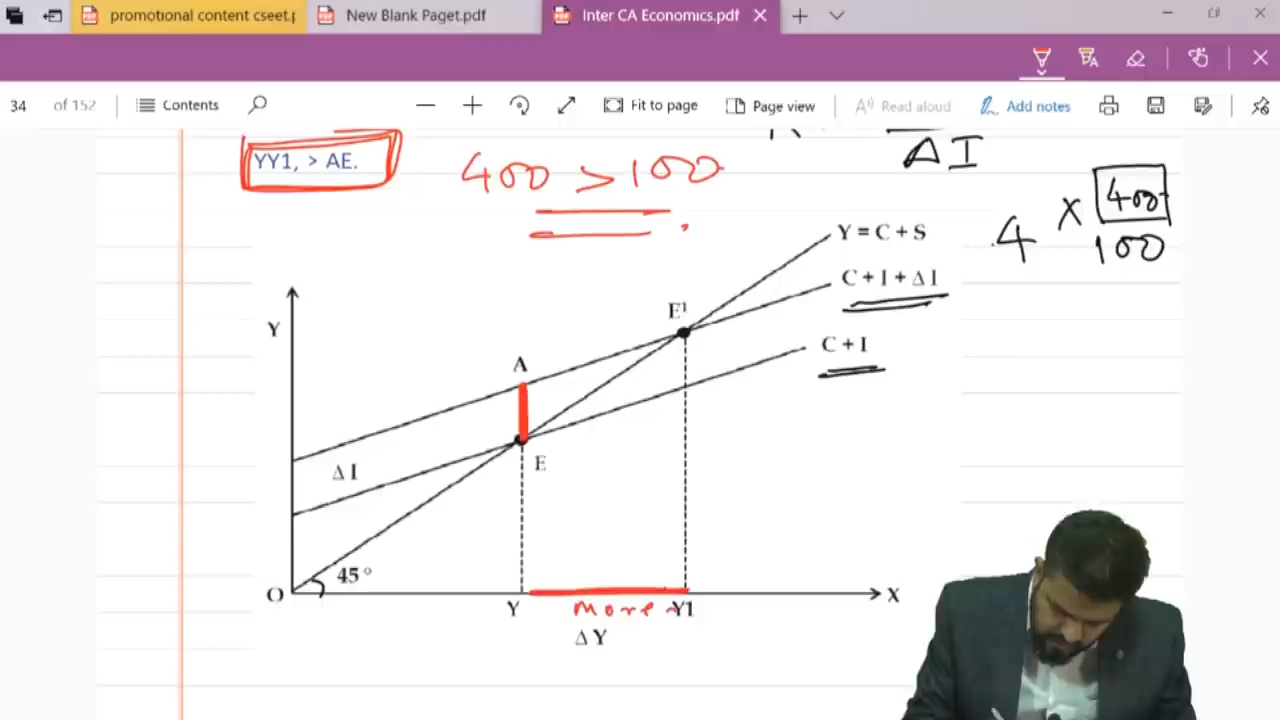 promotional content cseet.p
New Blank Paget.pdf
Inter CA Economics.pdf
34 of 152
Contents
Fit to page
Page view
Read aloud
Add notes
YY1, > AE.
400 > 100
ΔI
4 × 400
100
Y = C + S
C + I + ΔI
C + I
Y
E1
A
E
ΔI
45°
O
Y
More
Y1
X
ΔY